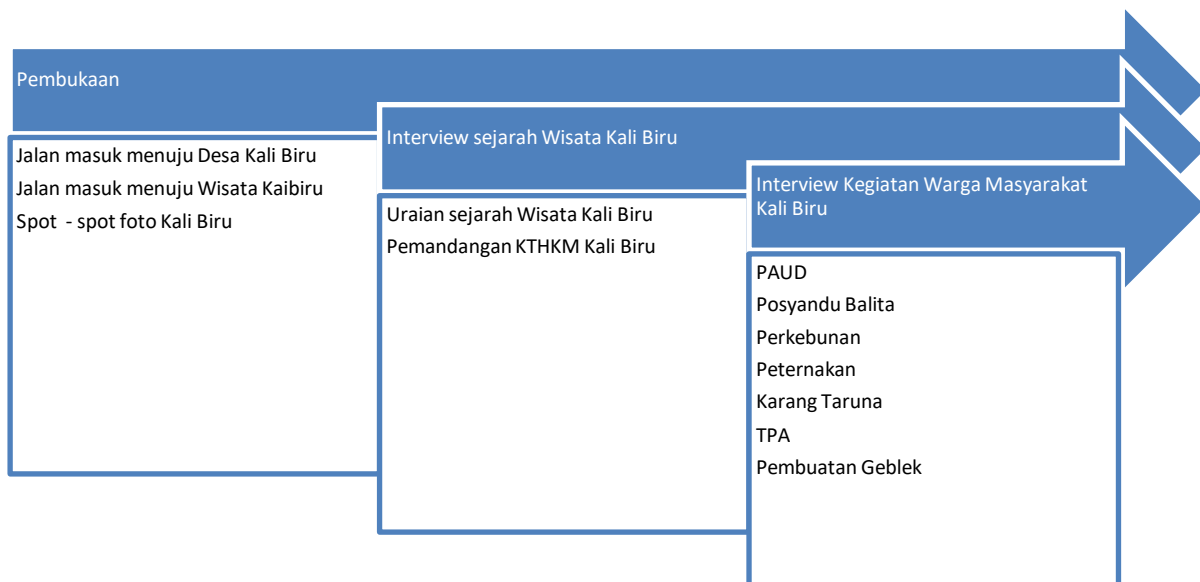 Pembukaan
Jalan masuk menuju Desa Kali Biru
Jalan masuk menuju Wisata Kaibiru
Spot - spot foto Kali Biru
Interview sejarah Wisata Kali Biru
Uraian sejarah Wisata Kali Biru
Pemandangan KTHKM Kali Biru
Interview Kegiatan Warga Masyarakat
Kali Biru
PAUD
Posyandu Balita
Perkebunan
Peternakan
Karang Taruna
TPA
Pembuatan Geblek